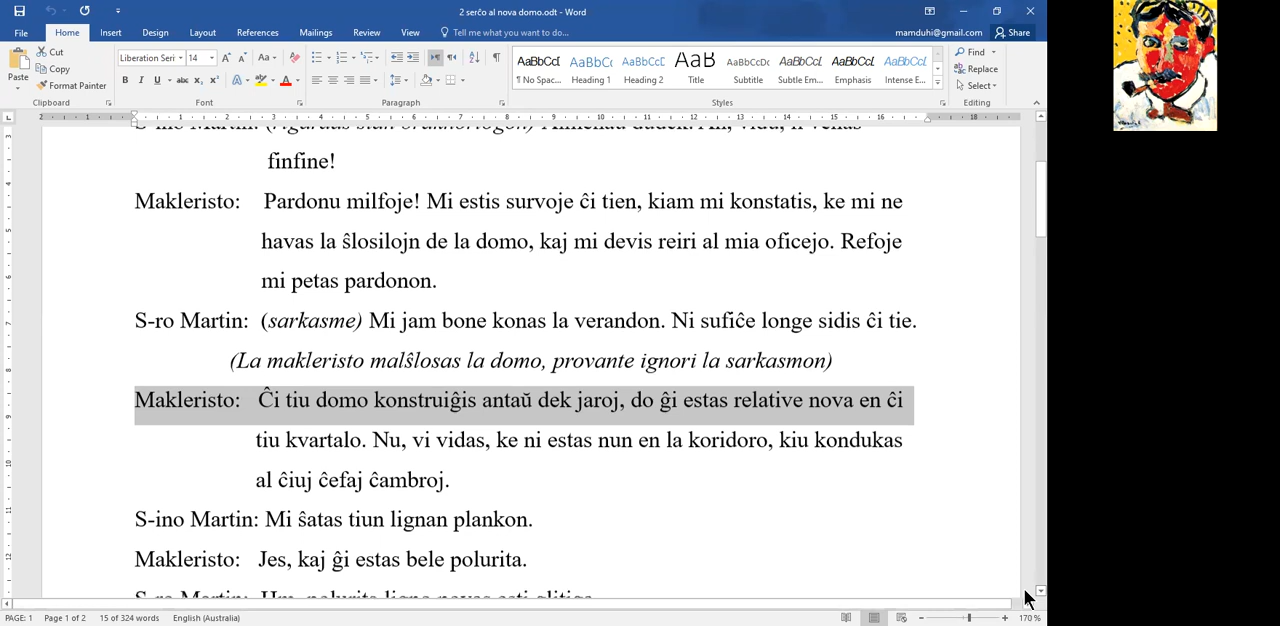 2 serĉo al nova domo.odt - Word
File Home Insert Design Layout References Mailings Review View Tell me what you want to do... mamduhi@gmail.com Share
Paste Cut Copy Format Painter
Liberation Seri 14
AaBbCcI ¶ No Spac... AaBbCc Heading 1 AaBbCcD Heading 2 AaB Title AaBbCcDd Subtitle AaBbCcL Subtle Em... AaBbCcL Emphasis AaBbCcL Intense E...
Find Replace Select
Clipboard Font Paragraph Styles Editing
finfine!
Makleristo: Pardonu milfoje! Mi estis survoje ĉi tien, kiam mi konstatis, ke mi ne
havas la ŝlosilojn de la domo, kaj mi devis reiri al mia oficejo. Refoje
mi petas pardonon.
S-ro Martin: (sarkasme) Mi jam bone konas la verandon. Ni sufiĉe longe sidis ĉi tie.
(La makleristo malŝlosas la domo, provante ignori la sarkasmon)
Makleristo: Ĉi tiu domo konstruiĝis antaŭ dek jaroj, do ĝi estas relative nova en ĉi
tiu kvartalo. Nu, vi vidas, ke ni estas nun en la koridoro, kiu kondukas
al ĉiuj ĉefaj ĉambroj.
S-ino Martin: Mi ŝatas tiun lignan plankon.
Makleristo: Jes, kaj ĝi estas bele polurita.
PAGE: 1 Page 1 of 2 15 of 324 words English (Australia) 170 %